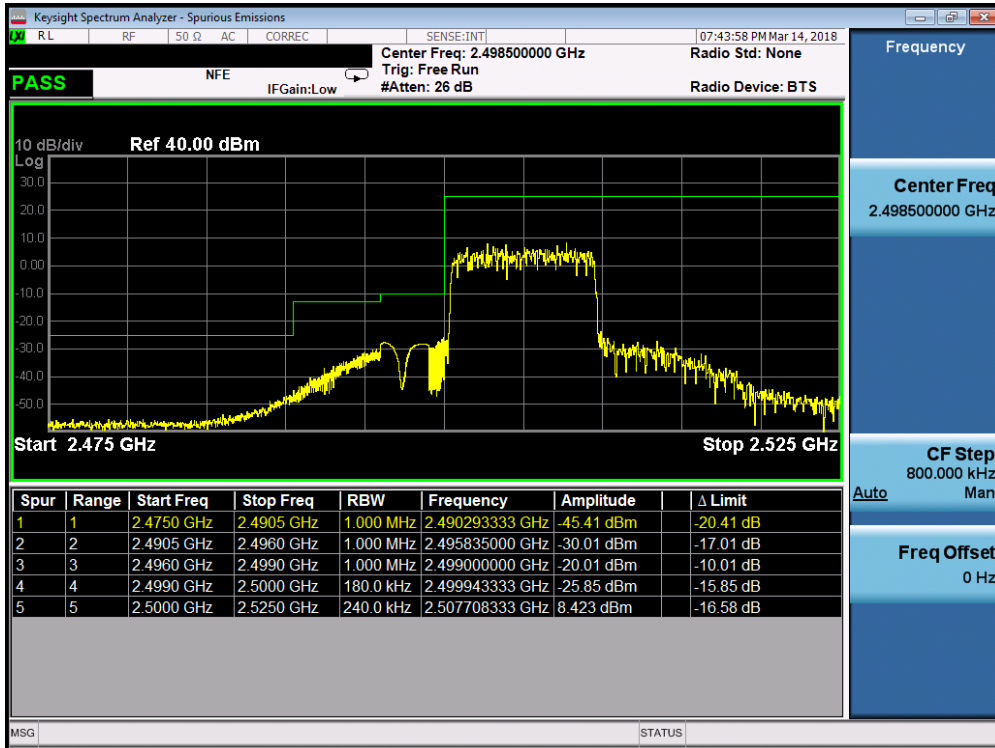 Keysight Spectrum Analyzer - Spurious Emissions
LXI RL RF 50 Ω AC CORREC SENSE:INT 07:43:58 PM Mar 14, 2018
Center Freq: 2.498500000 GHz Radio Std: None
PASS NFE Trig: Free Run
IFGain:Low #Atten: 26 dB Radio Device: BTS
10 dB/div Ref 40.00 dBm
Log
30.0
20.0
10.0
0.00
-10.0
-20.0
-30.0
-40.0
-50.0
Start 2.475 GHz Stop 2.525 GHz
Spur Range Start Freq Stop Freq RBW Frequency Amplitude Δ Limit
1 1 2.4750 GHz 2.4905 GHz 1.000 MHz 2.490293333 GHz -45.41 dBm -20.41 dB
2 2 2.4905 GHz 2.4960 GHz 1.000 MHz 2.495835000 GHz -30.01 dBm -17.01 dB
3 3 2.4960 GHz 2.4990 GHz 1.000 MHz 2.499000000 GHz -20.01 dBm -10.01 dB
4 4 2.4990 GHz 2.5000 GHz 180.0 kHz 2.499943333 GHz -25.85 dBm -15.85 dB
5 5 2.5000 GHz 2.5250 GHz 240.0 kHz 2.507708333 GHz 8.423 dBm -16.58 dB
MSG STATUS
Frequency
Center Freq
2.498500000 GHz
CF Step
800.000 kHz
Auto Man
Freq Offset
0 Hz